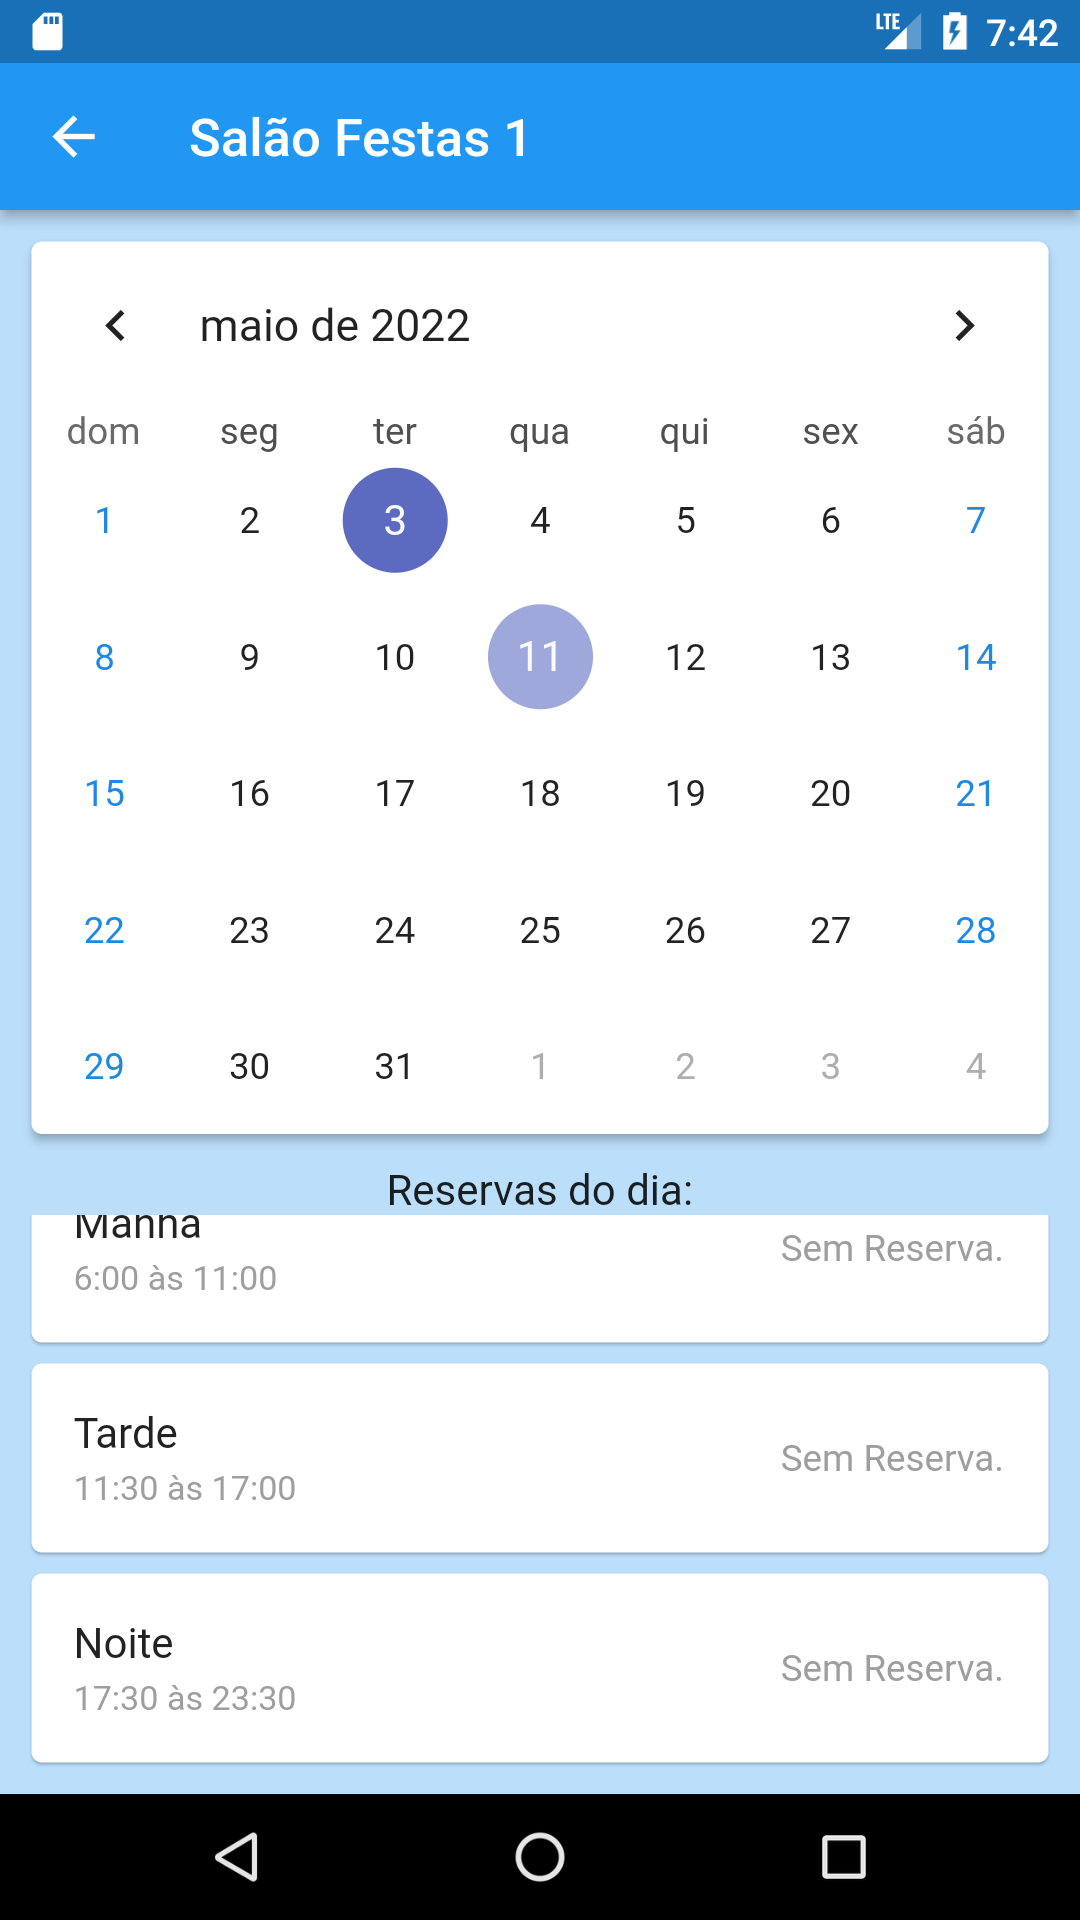 LTE 7:42
Salão Festas 1
maio de 2022
dom seg ter qua qui sex sáb
1 2 3 4 5 6 7
8 9 10 11 12 13 14
15 16 17 18 19 20 21
22 23 24 25 26 27 28
29 30 31 1 2 3 4
Reservas do dia:
Manhã
Sem Reserva.
6:00 às 11:00
Tarde
Sem Reserva.
11:30 às 17:00
Noite
Sem Reserva.
17:30 às 23:30